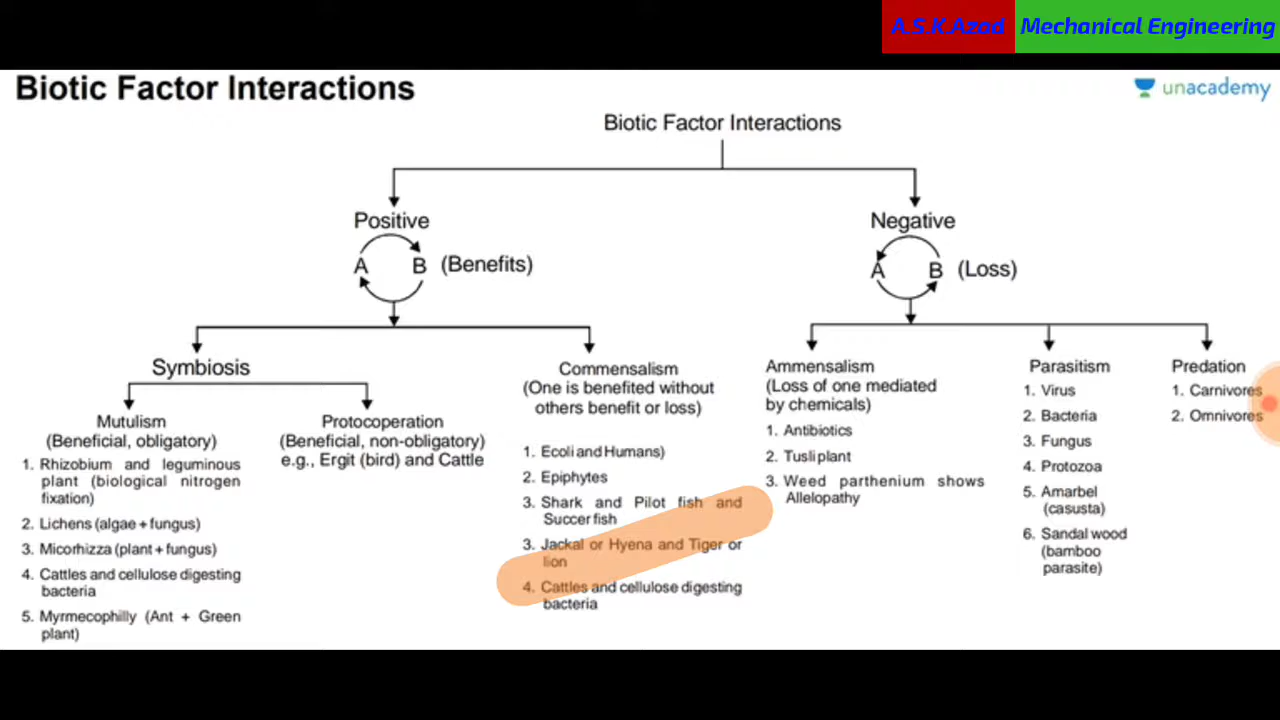 A.S.K.Azad Mechanical Engineering
Biotic Factor Interactions
unacademy
Biotic Factor Interactions
Positive
A B (Benefits)
Negative
A B (Loss)
Symbiosis
Mutulism
(Beneficial, obligatory)
1. Rhizobium and leguminous
plant (biological nitrogen
fixation)
2. Lichens (algae + fungus)
3. Micorhizza (plant + fungus)
4. Cattles and cellulose digesting
bacteria
5. Myrmecophilly (Ant + Green
plant)
Protocoperation
(Beneficial, non-obligatory)
e.g., Ergit (bird) and Cattle
Commensalism
(One is benefited without
others benefit or loss)
1. Ecoli and Humans)
2. Epiphytes
3. Shark and Pilot fish and
Succer fish
3. Jackal or Hyena and Tiger or
lion
4. Cattles and cellulose digesting
bacteria
Ammensalism
(Loss of one mediated
by chemicals)
1. Antibiotics
2. Tusli plant
3. Weed parthenium shows
Allelopathy
Parasitism
1. Virus
2. Bacteria
3. Fungus
4. Protozoa
5. Amarbel
(casusta)
6. Sandal wood
(bamboo
parasite)
Predation
1. Carnivores
2. Omnivores